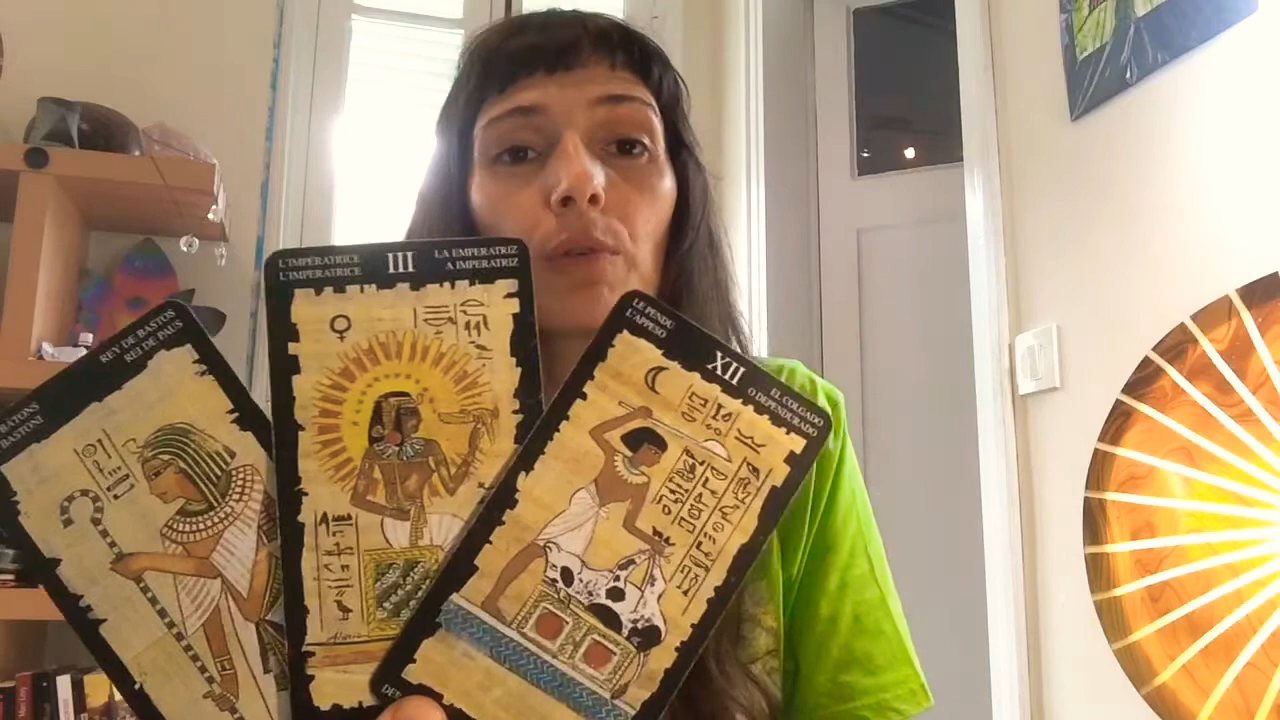 BATONS
BASTONI
REY DE BASTOS
REI DE PAUS
L'IMPÉRATRICE
L'IMPERATRICE
III
LA EMPERATRIZ
A IMPERATRIZ
LE PENDU
L'APPESO
XII
EL COLGADO
O DEPENDURADO